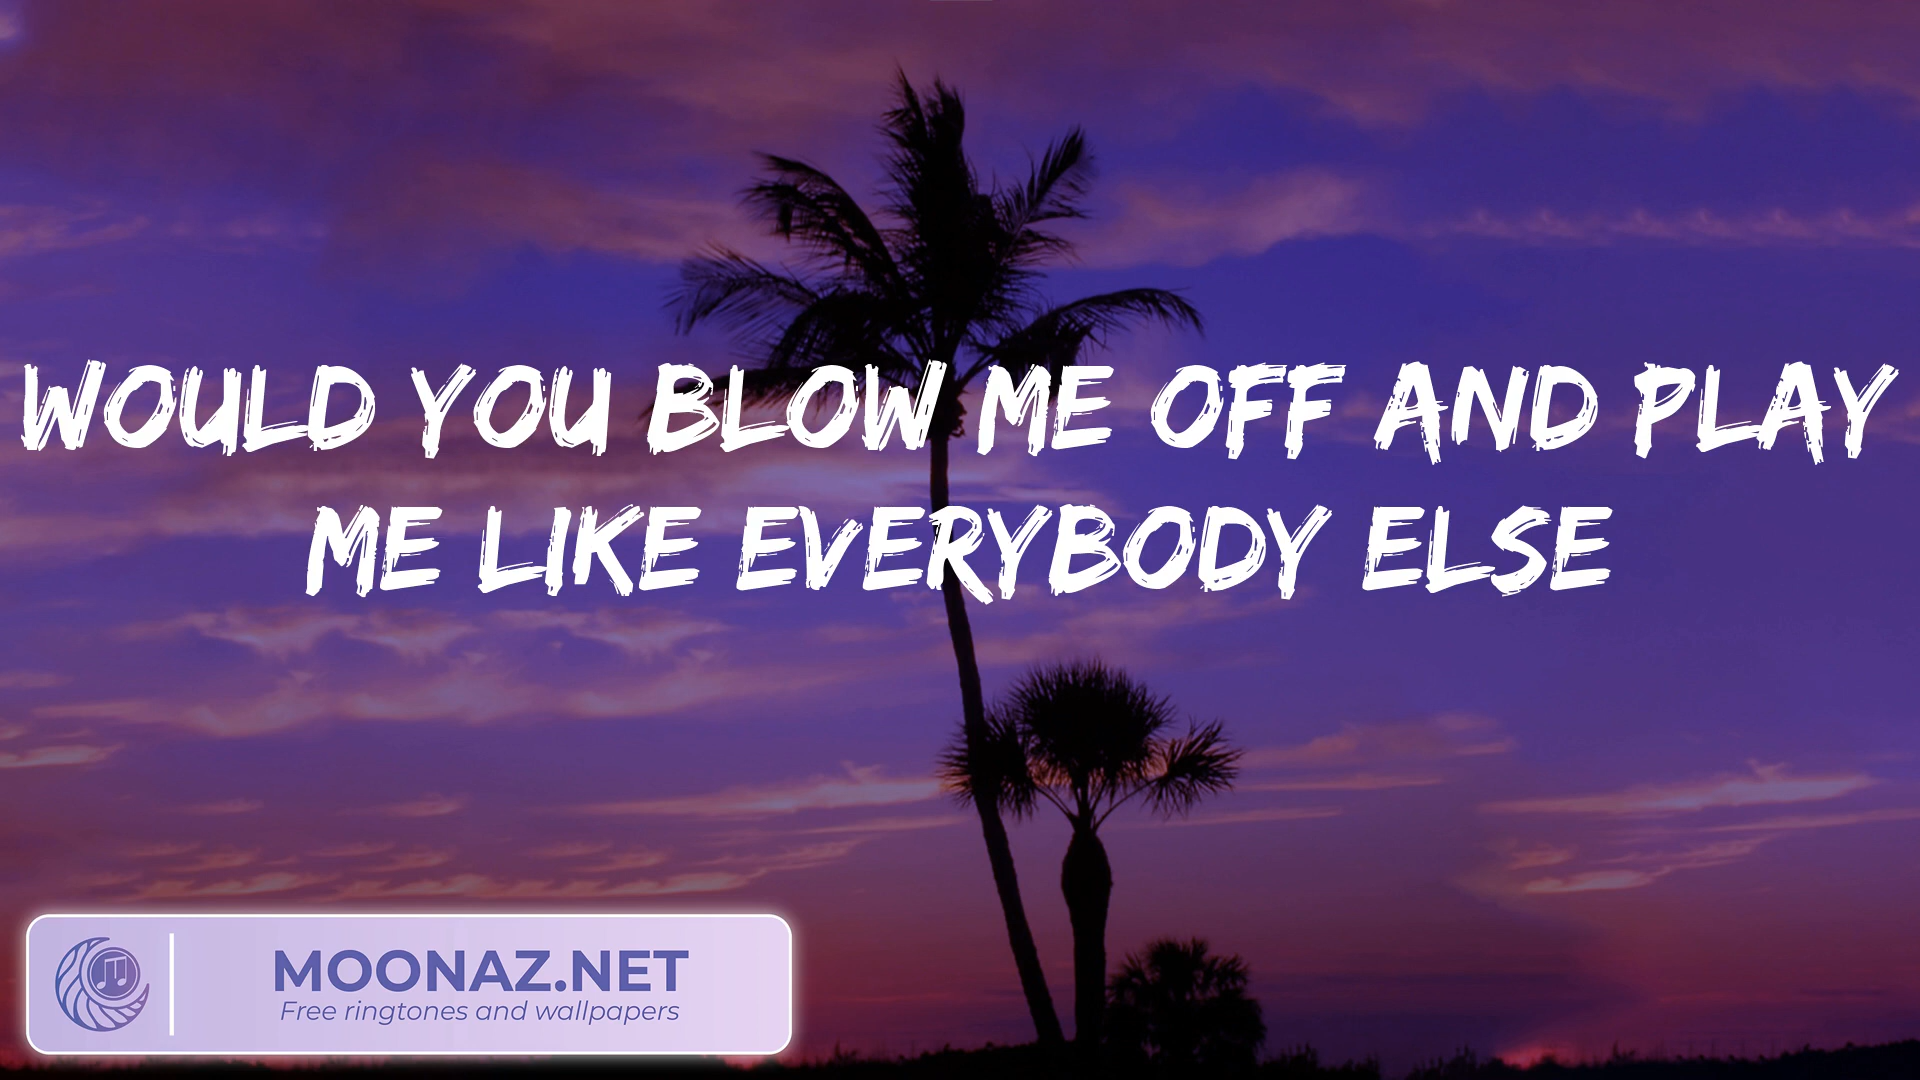 WOULD YOU BLOW ME OFF AND PLAY
ME LIKE EVERYBODY ELSE
MOONAZ.NET
Free ringtones and wallpapers